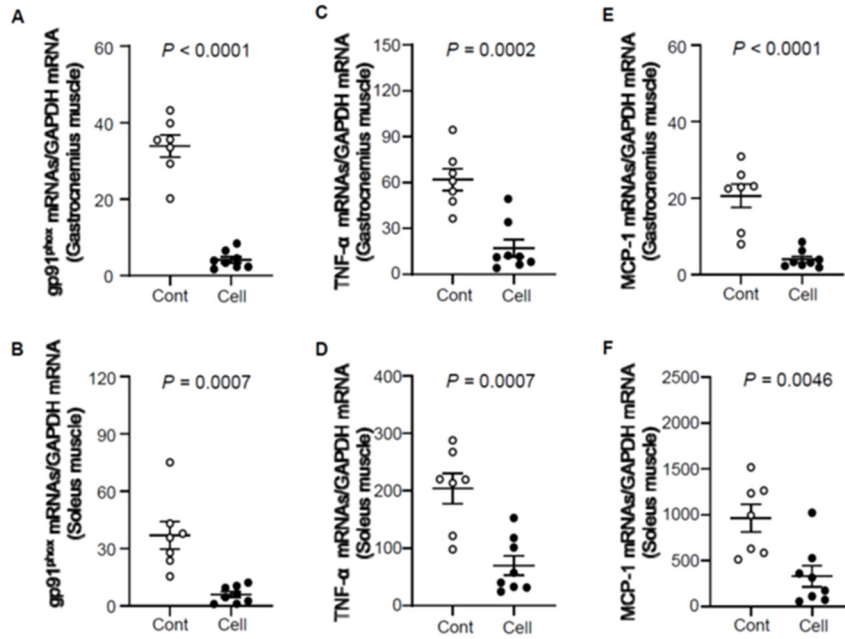 A
gp91phox mRNAs/GAPDH mRNA
(Gastrocnemius muscle)
60
40
20
0
P < 0.0001
Cont Cell
C
TNF-α mRNAs/GAPDH mRNA
(Gastrocnemius muscle)
150
120
90
60
30
0
P = 0.0002
Cont Cell
E
MCP-1 mRNAs/GAPDH mRNA
(Gastrocnemius muscle)
60
40
20
0
P < 0.0001
Cont Cell
B
gp91phox mRNAs/GAPDH mRNA
(Soleus muscle)
120
90
60
30
0
P = 0.0007
Cont Cell
D
TNF-α mRNAs/GAPDH mRNA
(Soleus muscle)
400
300
200
100
0
P = 0.0007
Cont Cell
F
MCP-1 mRNAs/GAPDH mRNA
(Soleus muscle)
2500
2000
1500
1000
500
0
P = 0.0046
Cont Cell